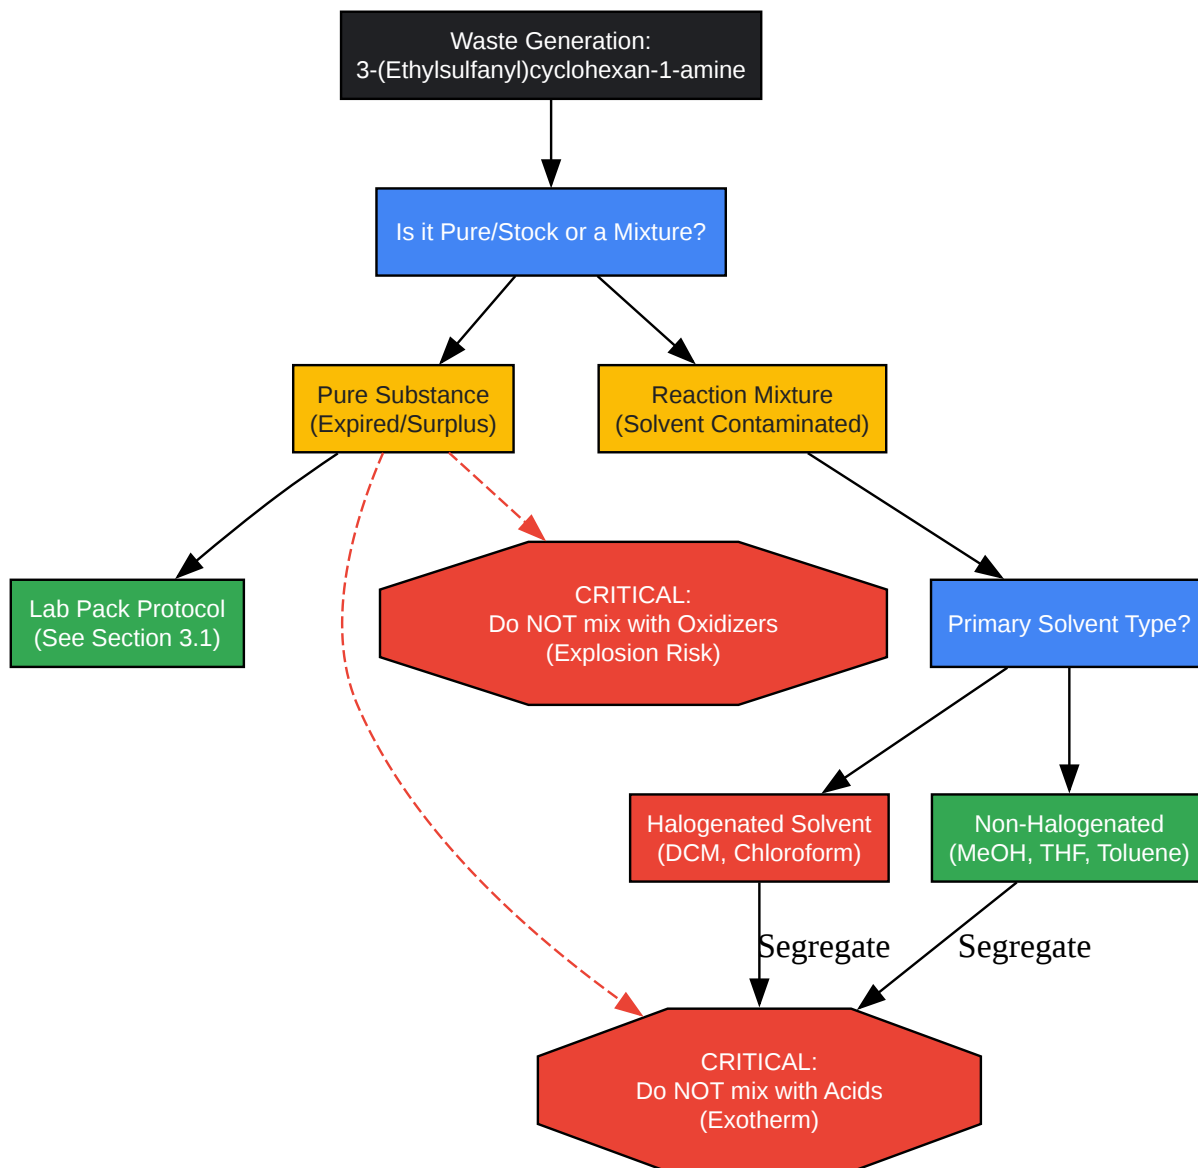 Waste Generation:
3-(Ethylsulfanyl)cyclohexan-1-amine
Is it Pure/Stock or a Mixture?
Pure Substance
(Expired/Surplus)
Reaction Mixture
(Solvent Contaminated)
Lab Pack Protocol
(See Section 3.1)
CRITICAL:
Do NOT mix with Oxidizers
(Explosion Risk)
Primary Solvent Type?
Halogenated Solvent
(DCM, Chloroform)
Non-Halogenated
(MeOH, THF, Toluene)
Segregate
Segregate
CRITICAL:
Do NOT mix with Acids
(Exotherm)